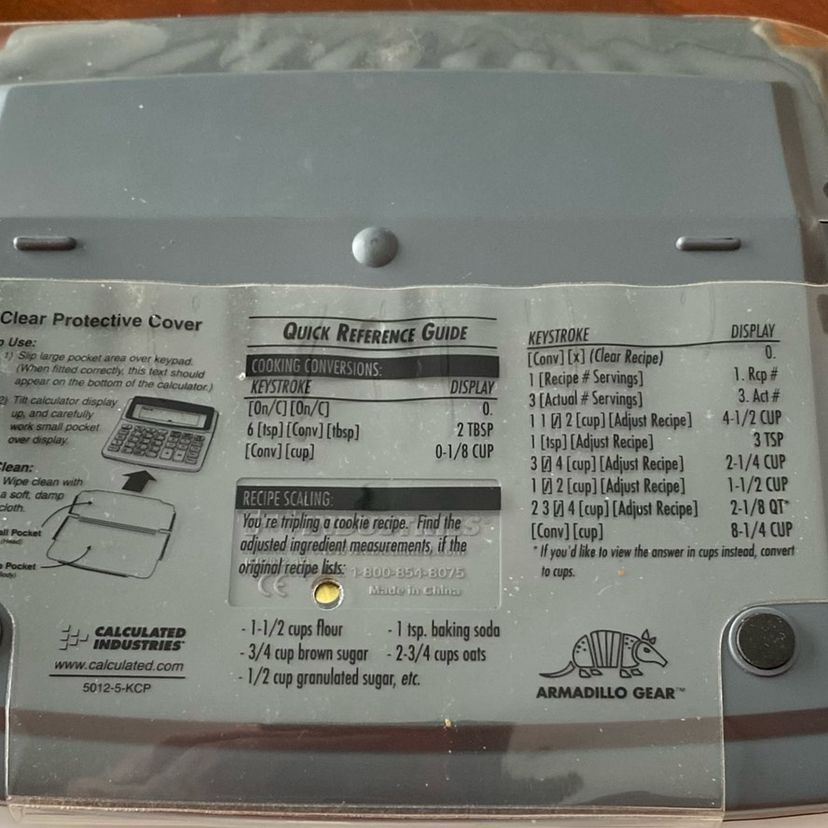 Clear Protective Cover
Use:
1) Slip large pocket area over keypad.
(When fitted correctly, this text should
appear on the bottom of the calculator.)
2) Tilt calculator display
up, and carefully
work small pocket
over display.
Clean:
Wipe clean with
a soft, damp
cloth.
Pocket
(Head)
Pocket
CALCULATED
INDUSTRIES
www.calculated.com
5012-5-KCP
QUICK REFERENCE GUIDE
COOKING CONVERSIONS:
KEYSTROKE DISPLAY
[On/C] [On/C] 0.
6 [tsp] [Conv] [tbsp] 2 TBSP
[Conv] [cup] 0-1/8 CUP
RECIPE SCALING:
You're tripling a cookie recipe. Find the
adjusted ingredient measurements, if the
original recipe lists:
1-800-854-8075
CE
Made in China
- 1-1/2 cups flour - 1 tsp. baking soda
- 3/4 cup brown sugar - 2-3/4 cups oats
- 1/2 cup granulated sugar, etc.
KEYSTROKE DISPLAY
[Conv] [x] (Clear Recipe) 0.
1 [Recipe # Servings] 1. Rcp #
3 [Actual # Servings] 3. Act #
1 1 [/] 2 [cup] [Adjust Recipe] 4-1/2 CUP
1 [tsp] [Adjust Recipe] 3 TSP
3 [/] 4 [cup] [Adjust Recipe] 2-1/4 CUP
1 [/] 2 [cup] [Adjust Recipe] 1-1/2 CUP
2 3 [/] 4 [cup] [Adjust Recipe] 2-1/8 QT*
[Conv] [cup] 8-1/4 CUP
* If you'd like to view the answer in cups instead, convert
to cups.
ARMADILLO GEAR™